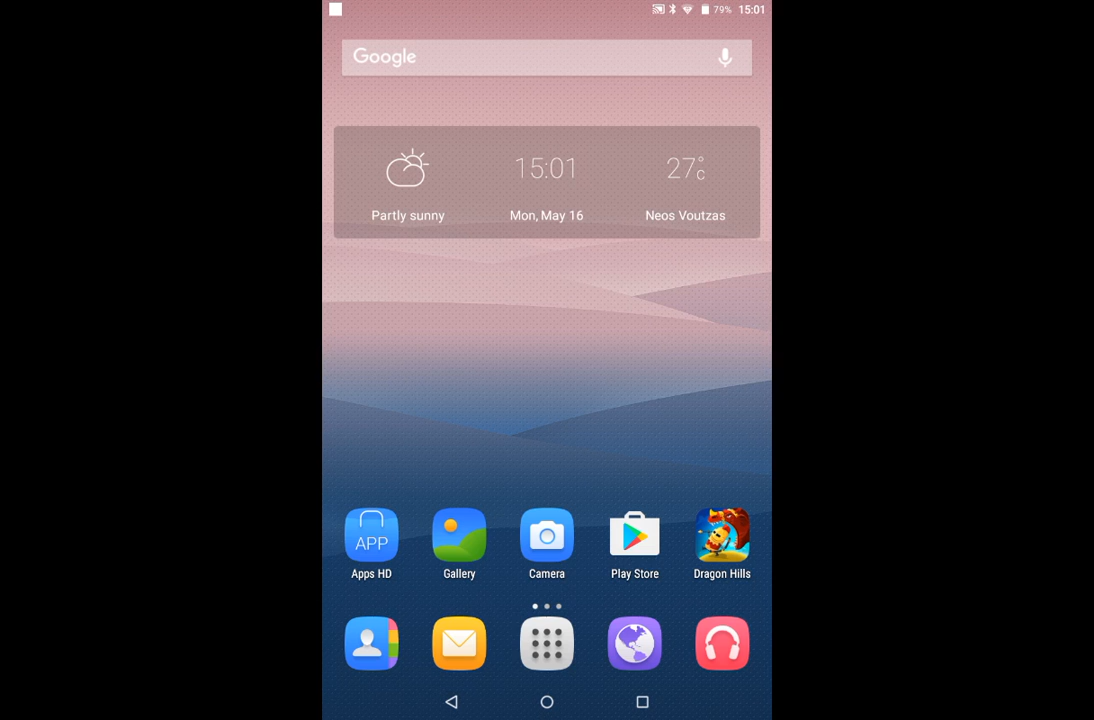 79% 15:01
Google
15:01
27°C
Partly sunny
Mon, May 16
Neos Voutzas
APP
Apps HD
Gallery
Camera
Play Store
Dragon Hills